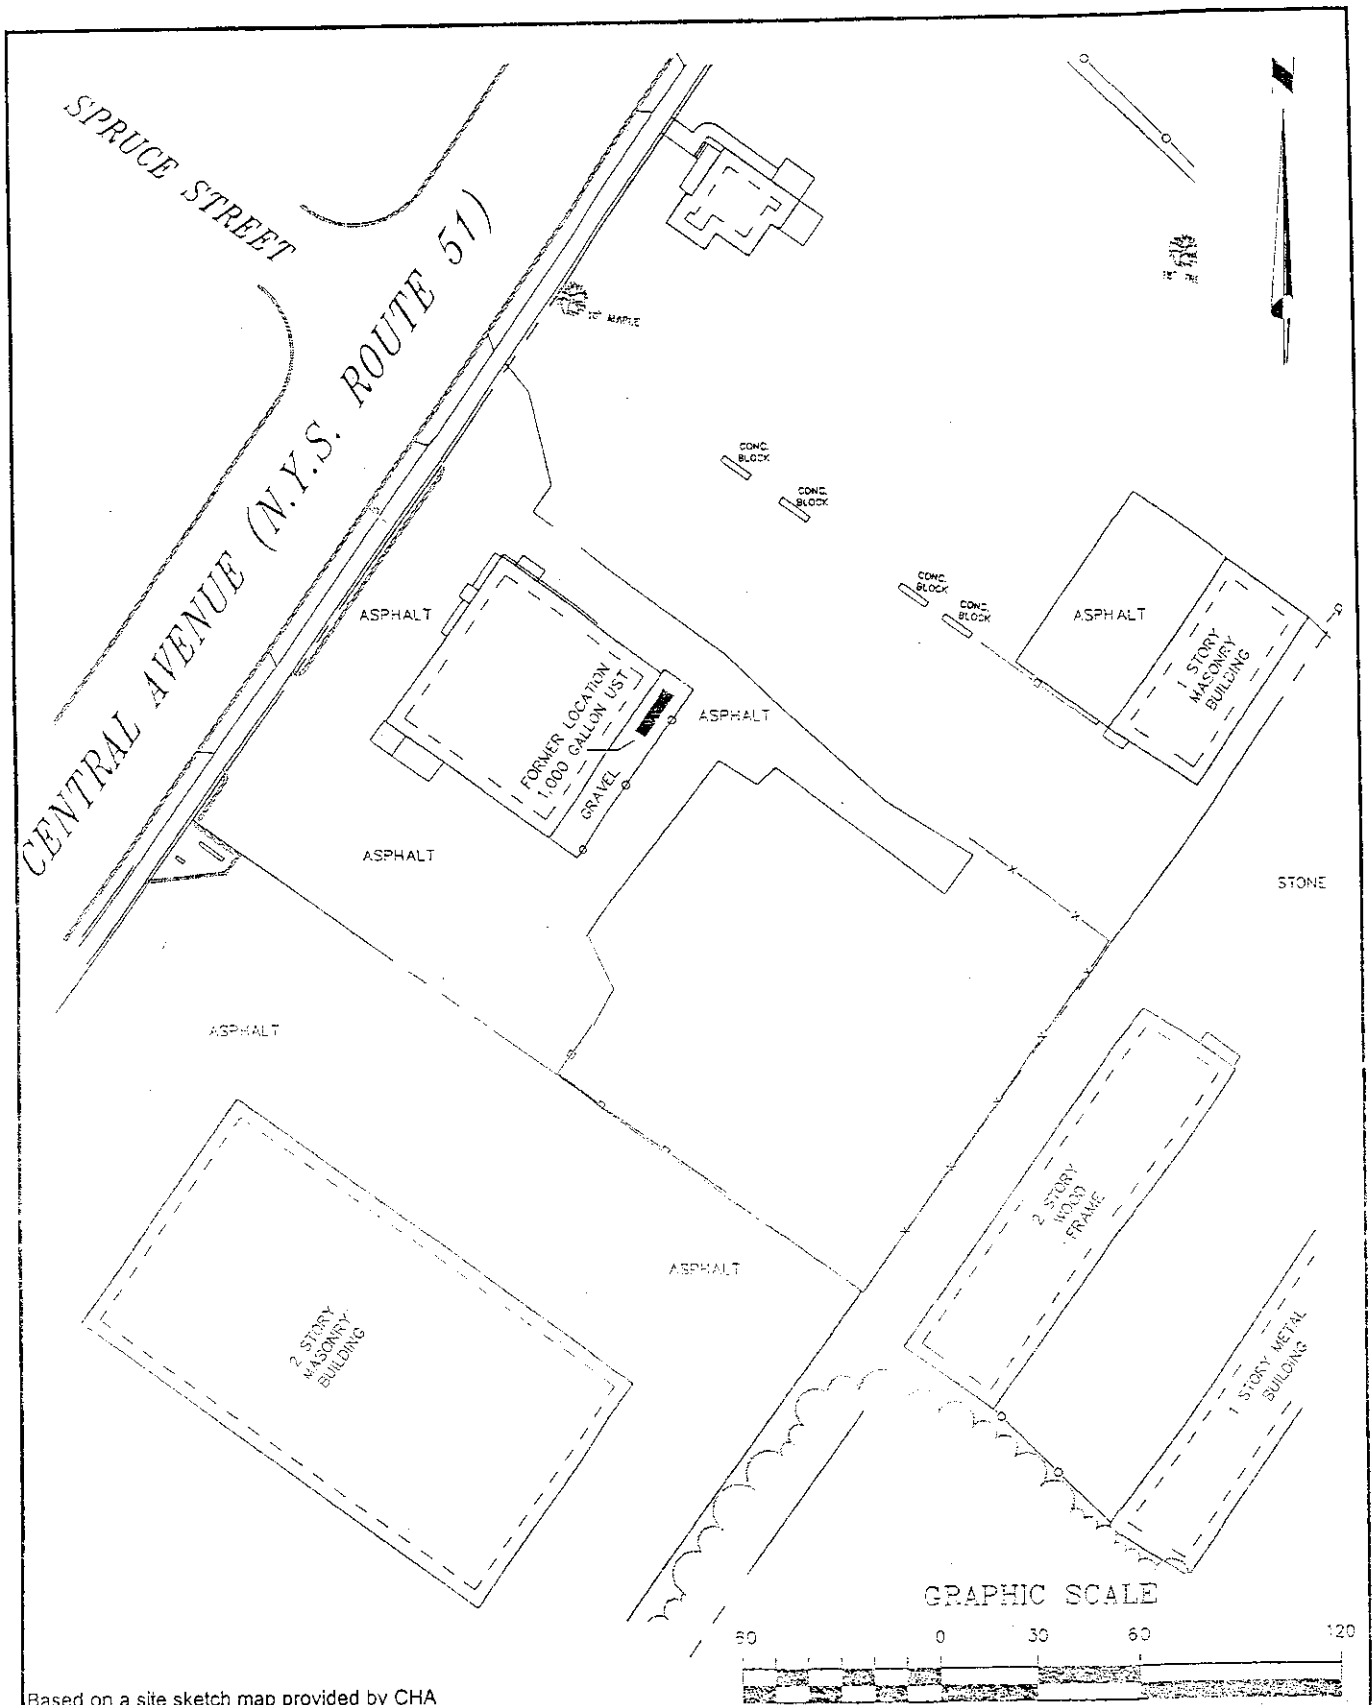 SPRUCE STREET
CENTRAL AVENUE (N.Y.S. ROUTE 51)
MAPLE
CONC.
BLOCK
CONC.
BLOCK
CONC.
BLOCK
CONC.
BLOCK
ASPHALT
ASPHALT
1 STORY
MASONRY
BUILDING
FORMER LOCATION
1,000 GALLON UST
GRAVEL
ASPHALT
ASPHALT
STONE
ASPHALT
2 STORY
WOOD
FRAME
ASPHALT
2 STORY
MASONRY
BUILDING
1 STORY METAL
BUILDING
GRAPHIC SCALE
0
30
60
120
Based on a site sketch map provided by CHA